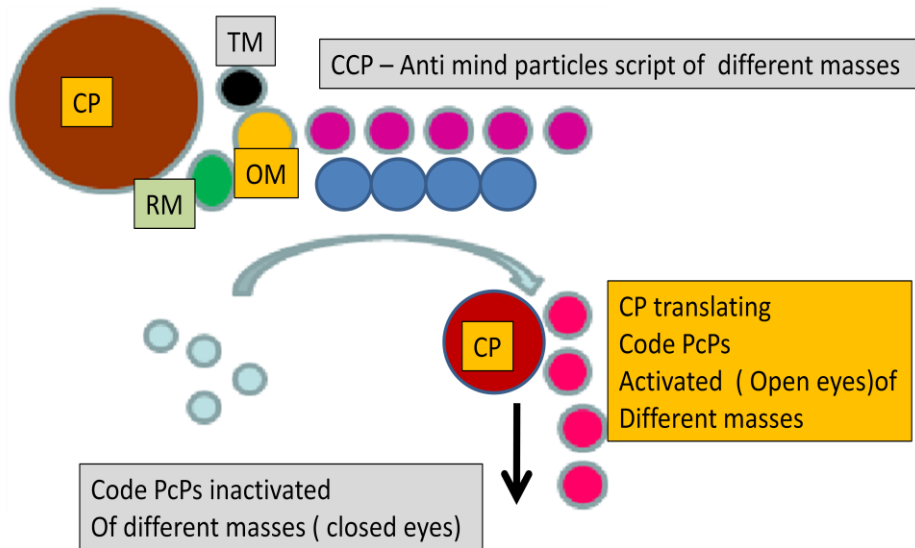 TM
CCP – Anti mind particles script of different masses
CP
OM
RM
CP
CP translating
Code PcPs
Activated ( Open eyes)of
Different masses
Code PcPs inactivated
Of different masses ( closed eyes)